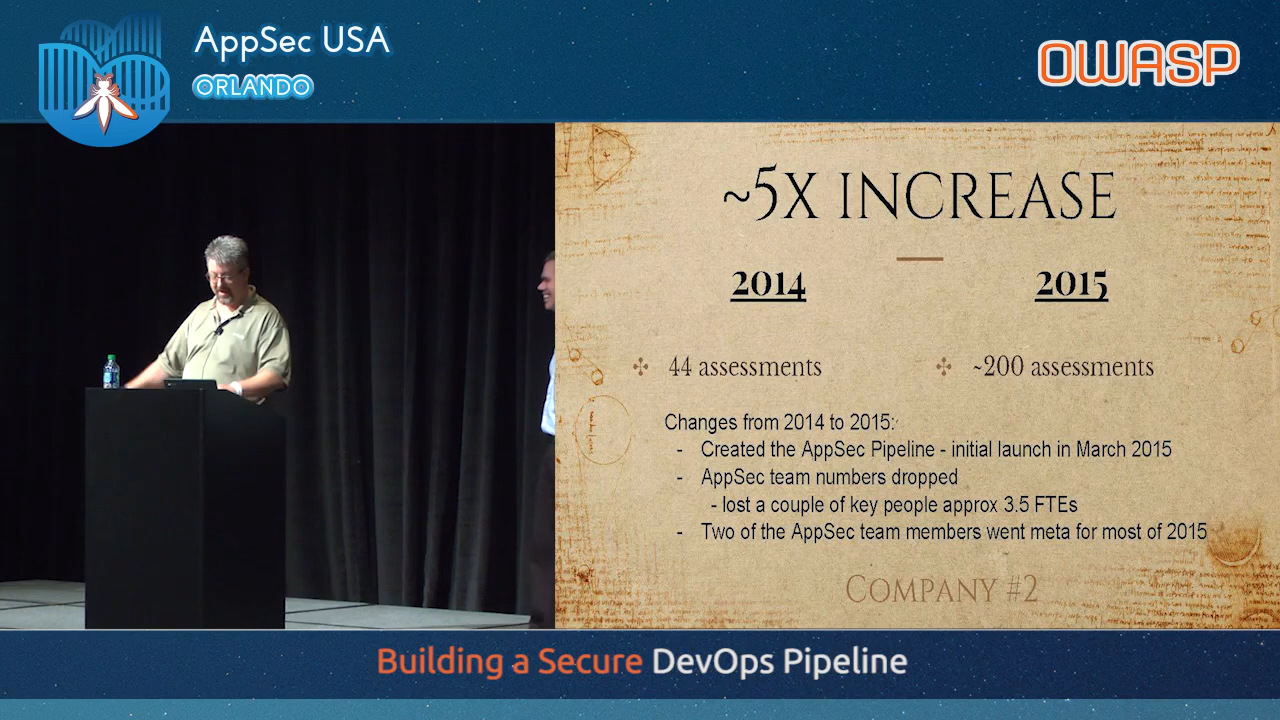 AppSec USA
ORLANDO
OWASP
~5X INCREASE
2014
2015
44 assessments
~200 assessments
Changes from 2014 to 2015:
- Created the AppSec Pipeline - initial launch in March 2015
- AppSec team numbers dropped
- lost a couple of key people approx 3.5 FTEs
- Two of the AppSec team members went meta for most of 2015
COMPANY #2
Building a Secure DevOps Pipeline